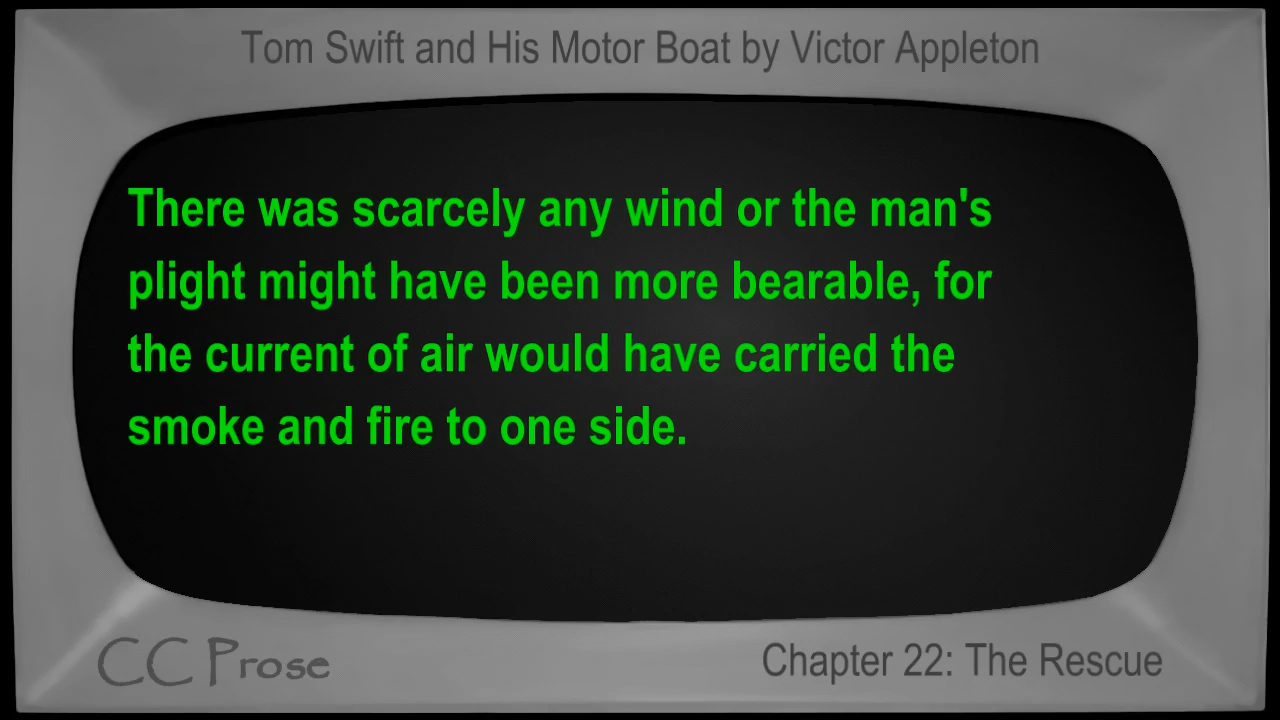 Tom Swift and His Motor Boat by Victor Appleton
There was scarcely any wind or the man's
plight might have been more bearable, for
the current of air would have carried the
smoke and fire to one side.
CC Prose
Chapter 22: The Rescue